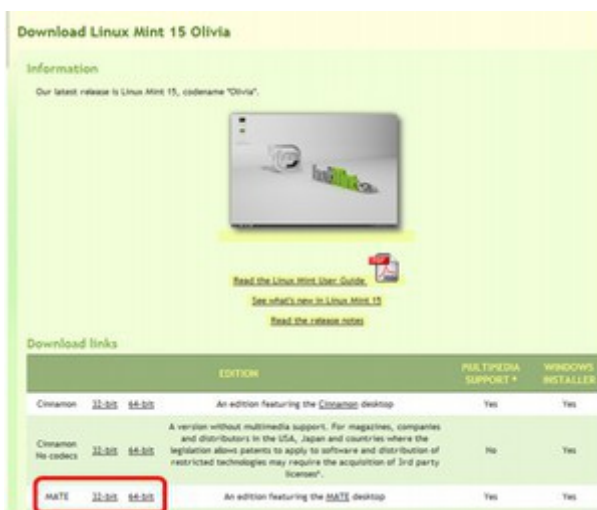 Download Linux Mint 15 Olivia
Information
Our latest release is Linux Mint 15, codename "Olivia".
Read the Linux Mint User Guide.
See what's new in Linux Mint 15
Read the release notes
Download links
EDITION MULTIMEDIA SUPPORT * WINDOWS INSTALLER
Cinnamon 32-bit 64-bit An edition featuring the Cinnamon desktop Yes Yes
A version without multimedia support. For magazines, companies
and distributors in the USA, Japan and countries where the
Cinnamon No codecs 32-bit 64-bit legislation allows patents to apply to software and distribution of No Yes
restricted technologies may require the acquisition of 3rd party
licenses*.
MATE 32-bit 64-bit An edition featuring the MATE desktop Yes Yes